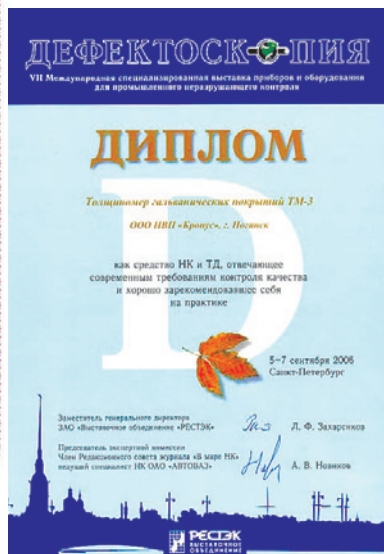 ДЕФЕКТОСКОПИЯ
VII Международная специализированная выставка приборов и оборудования
для промышленного неразрушающего контроля
ДИПЛОМ
Толщиномер гальванических покрытий ТМ-3
ООО НВП «Кропус», г. Ногинск
как средство НК и ТД, отвечающее
современным требованиям контроля качества
и хорошо зарекомендовавшее себя
на практике
5-7 сентября 2006
Санкт-Петербург
Заместитель генерального директора
ЗАО «Выставочное объединение «РЕСТЭК»
Л. Ф. Захаренков
Председатель экспертной комиссии
Член Редакционного совета журнала «В мире НК»
ведущий специалист НК ОАО «АВТОВАЗ»
А. В. Новиков
РЕСТЭК
ВЫСТАВОЧНОЕ
ОБЪЕДИНЕНИЕ